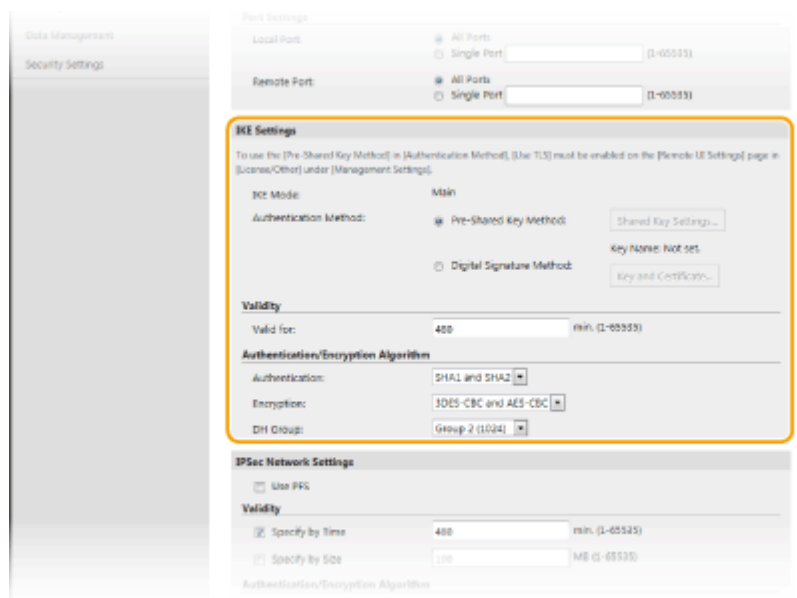 Port Settings
Data Management
Local Port:
All Ports
Single Port
(1-65535)
Security Settings
Remote Port:
All Ports
Single Port
(1-65535)
IKE Settings
To use the [Pre-Shared Key Method] in [Authentication Method], [Use TLS] must be enabled on the [Remote UI Settings] page in
[License/Other] under [Management Settings].
IKE Mode:
Main
Authentication Method:
Pre-Shared Key Method:
Shared Key Settings...
Key Name: Not set.
Digital Signature Method:
Key and Certificate...
Validity
Valid for:
480
min. (1-65535)
Authentication/Encryption Algorithm
Authentication:
SHA1 and SHA2
Encryption:
3DES-CBC and AES-CBC
DH Group:
Group 2 (1024)
IPSec Network Settings
Use PFS
Validity
Specify by Time
480
min. (1-65535)
Specify by Size
100
MB (1-65535)
Authentication/Encryption Algorithm